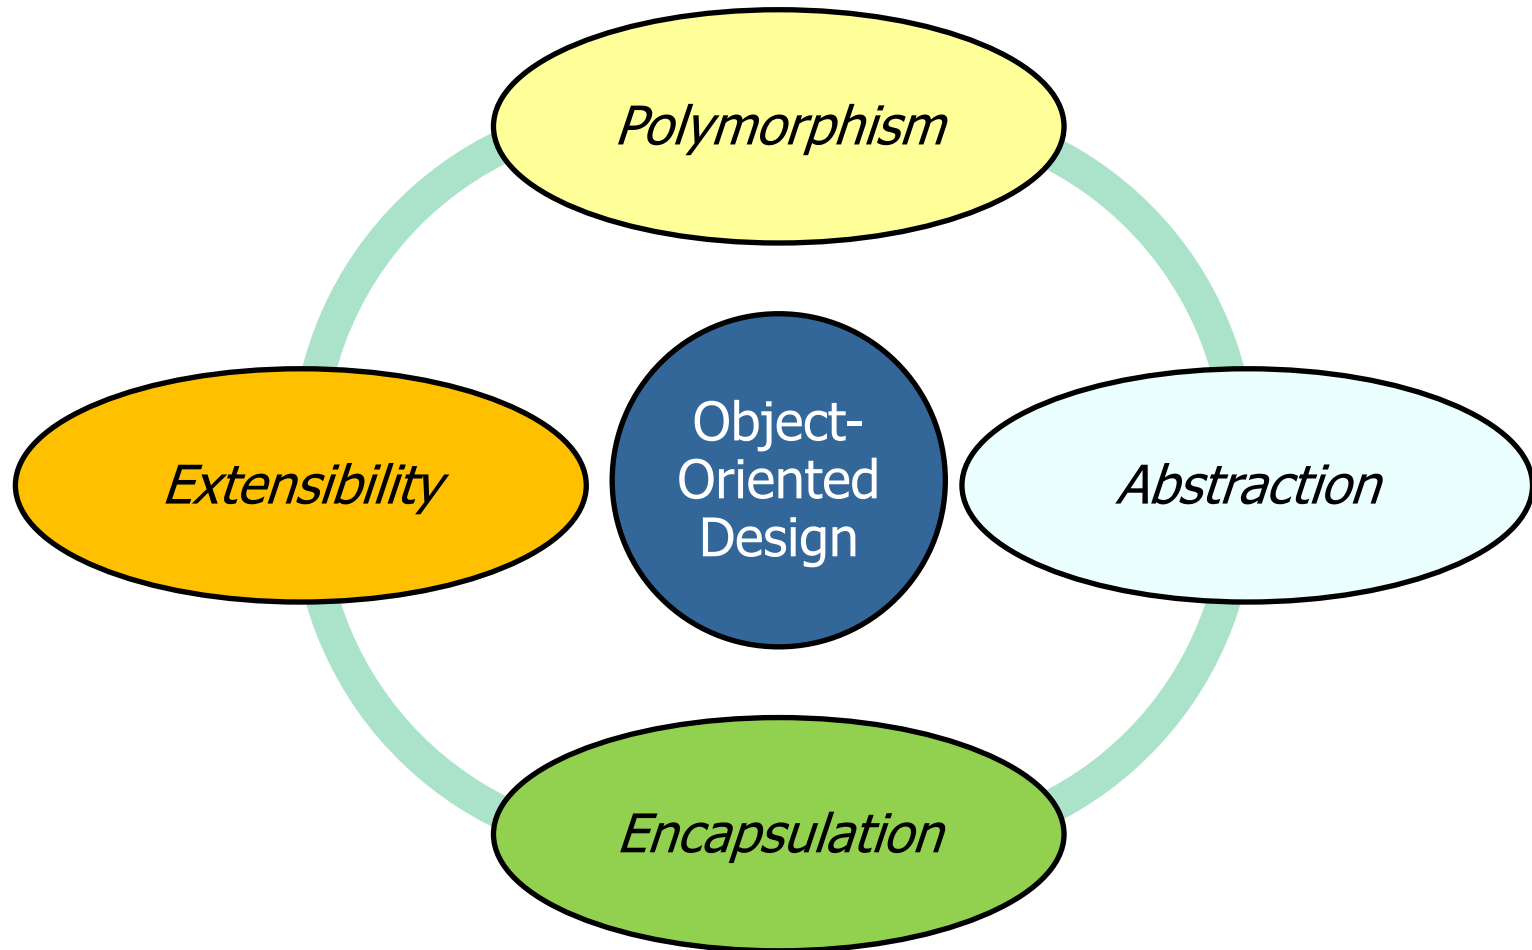 Polymorphism
Extensibility
Object-
Oriented
Design
Abstraction
Encapsulation